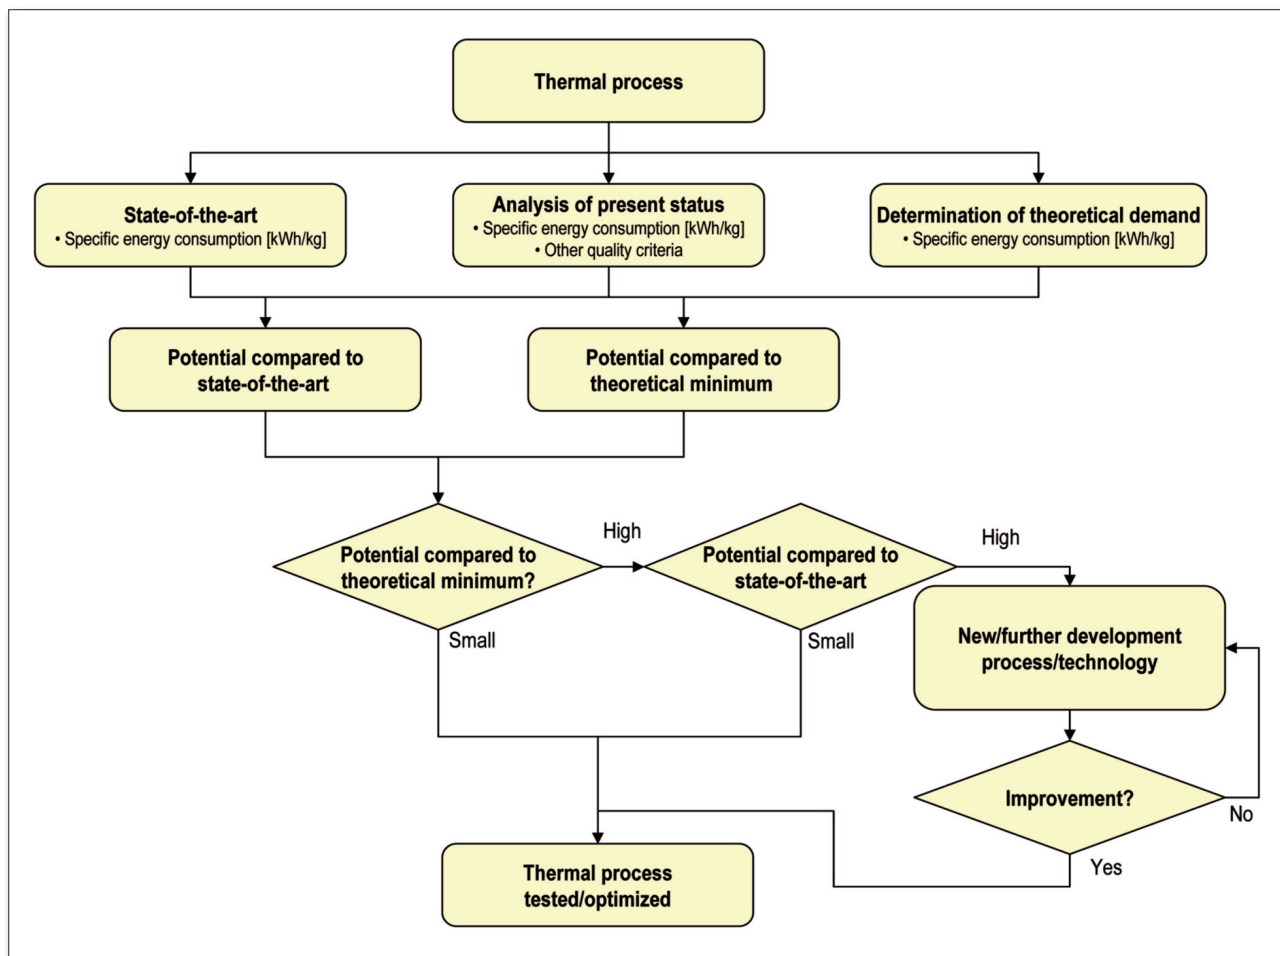 Thermal process
State-of-the-art
• Specific energy consumption [kWh/kg]
Analysis of present status
• Specific energy consumption [kWh/kg]
• Other quality criteria
Determination of theoretical demand
• Specific energy consumption [kWh/kg]
Potential compared to
state-of-the-art
Potential compared to
theoretical minimum
Potential compared to
theoretical minimum?
High
Small
Potential compared to
state-of-the-art
High
Small
New/further development
process/technology
Improvement?
No
Yes
Thermal process
tested/optimized